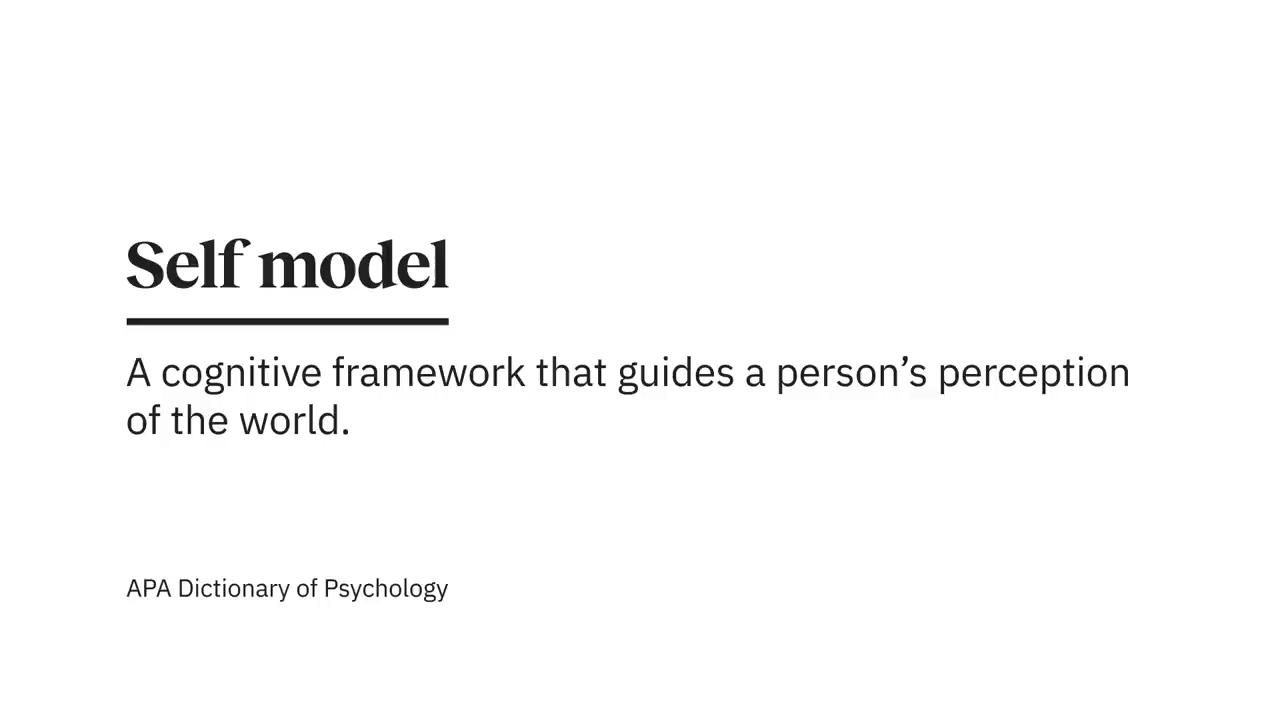 Self model
A cognitive framework that guides a person’s perception
of the world.
APA Dictionary of Psychology